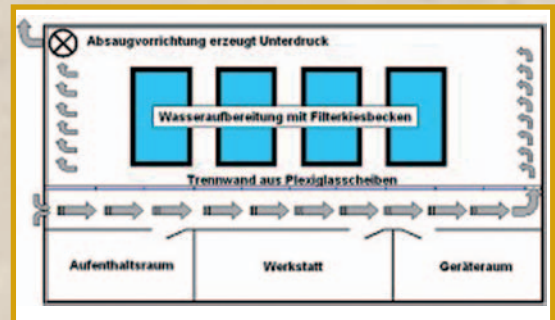 Absaugvorrichtung erzeugt Unterdruck
Wasseraufbereitung mit Filterkiesbecken
Trennwand aus Plexiglasscheiben
Aufenthaltsraum
Werkstatt
Geräteraum